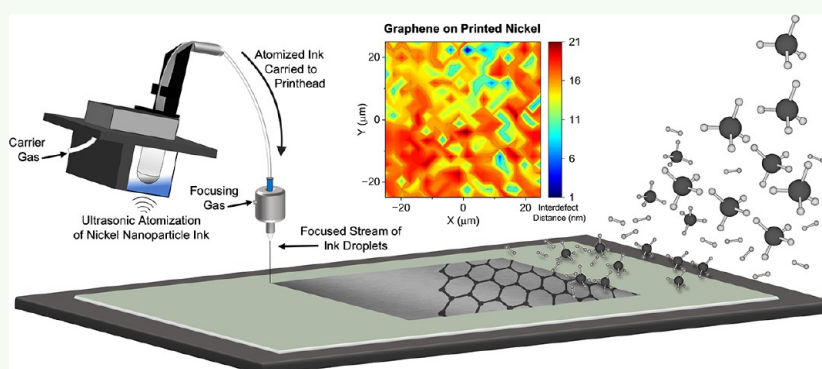 Graphene on Printed Nickel
Atomized Ink
Carried to
Printhead
Carrier
Gas
Ultrasonic Atomization
of Nickel Nanoparticle Ink
Focusing
Gas
Focused Stream of
Ink Droplets
Y (μm)
20
0
-20
-20
0
20
X (μm)
21
16
11
6
1
Interdefect
Distance (nm)